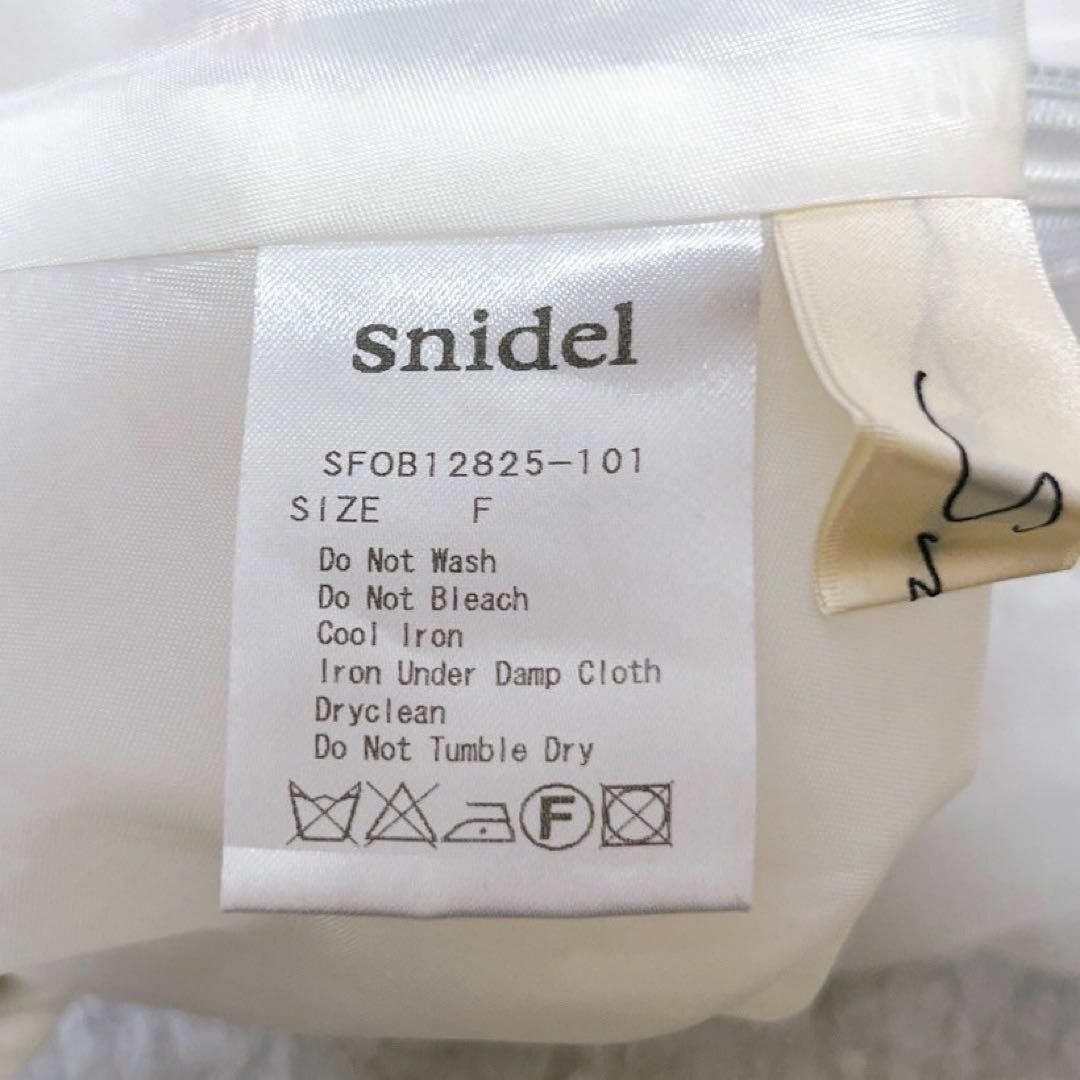 snidel
SFOB12825-101
SIZE F
Do Not Wash
Do Not Bleach
Cool Iron
Iron Under Damp Cloth
Dryclean
Do Not Tumble Dry
F